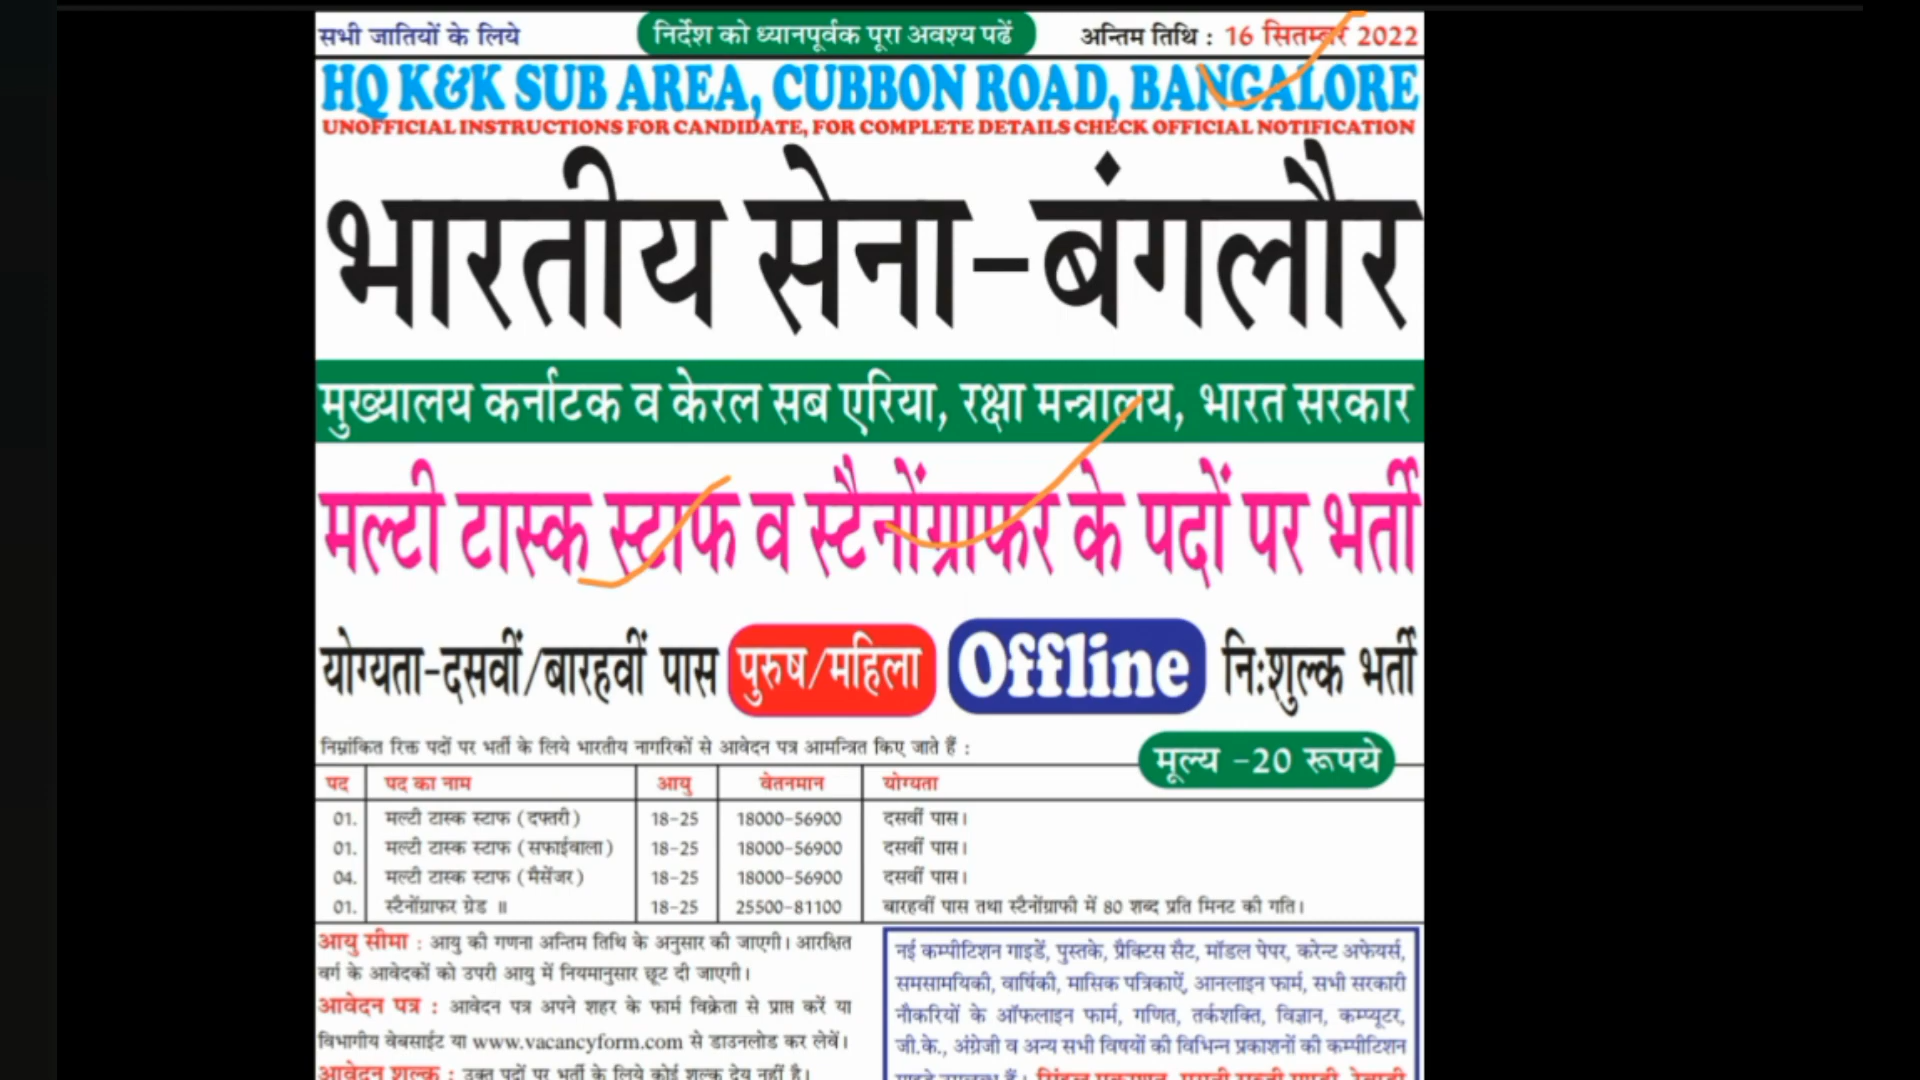 सभी जातियों के लिये
निर्देश को ध्यानपूर्वक पूरा अवश्य पढें
अन्तिम तिथि : 16 सितम्बर 2022
HQ K&K SUB AREA, CUBBON ROAD, BANGALORE
UNOFFICIAL INSTRUCTIONS FOR CANDIDATE, FOR COMPLETE DETAILS CHECK OFFICIAL NOTIFICATION
भारतीय सेना-बंगलौर
मुख्यालय कर्नाटक व केरल सब एरिया, रक्षा मन्त्रालय, भारत सरकार
मल्टी टास्क स्टाफ व स्टैनोंग्राफर के पदों पर भर्ती
योग्यता-दसवीं/बारहवीं पास पुरुष/महिला Offline निःशुल्क भर्ती
निम्नांकित रिक्त पदों पर भर्ती के लिये भारतीय नागरिकों से आवेदन पत्र आमन्त्रित किए जाते हैं :
मूल्य -20 रूपये
पद पद का नाम आयु वेतनमान योग्यता
01. मल्टी टास्क स्टाफ (दफ्तरी) 18-25 18000-56900 दसवीं पास।
01. मल्टी टास्क स्टाफ (सफाईवाला) 18-25 18000-56900 दसवीं पास।
04. मल्टी टास्क स्टाफ (मैसेंजर) 18-25 18000-56900 दसवीं पास।
01. स्टैनोंग्राफर ग्रेड ॥ 18-25 25500-81100 बारहवीं पास तथा स्टैनोंग्राफी में 80 शब्द प्रति मिनट की गति।
आयु सीमा : आयु की गणना अन्तिम तिथि के अनुसार की जाएगी। आरक्षित
वर्ग के आवेदकों को उपरी आयु में नियमानुसार छूट दी जाएगी।
आवेदन पत्र : आवेदन पत्र अपने शहर के फार्म विक्रेता से प्राप्त करें या
विभागीय वेबसाईट या www.vacancyform.com से डाउनलोड कर लेवें।
आवेदन शुल्क : उक्त पदों पर भर्ती के लिये कोई शुल्क देय नहीं है।
नई कम्पीटिशन गाइडें, पुस्तके, प्रैक्टिस सैट, मॉडल पेपर, करेन्ट अफेयर्स,
समसामयिकी, वार्षिकी, मासिक पत्रिकाऐं, आनलाइन फार्म, सभी सरकारी
नौकरियों के ऑफलाइन फार्म, गणित, तर्कशक्ति, विज्ञान, कम्प्यूटर,
जी.के., अंग्रेजी व अन्य सभी विषयों की विभिन्न प्रकाशनों की कम्पीटिशन